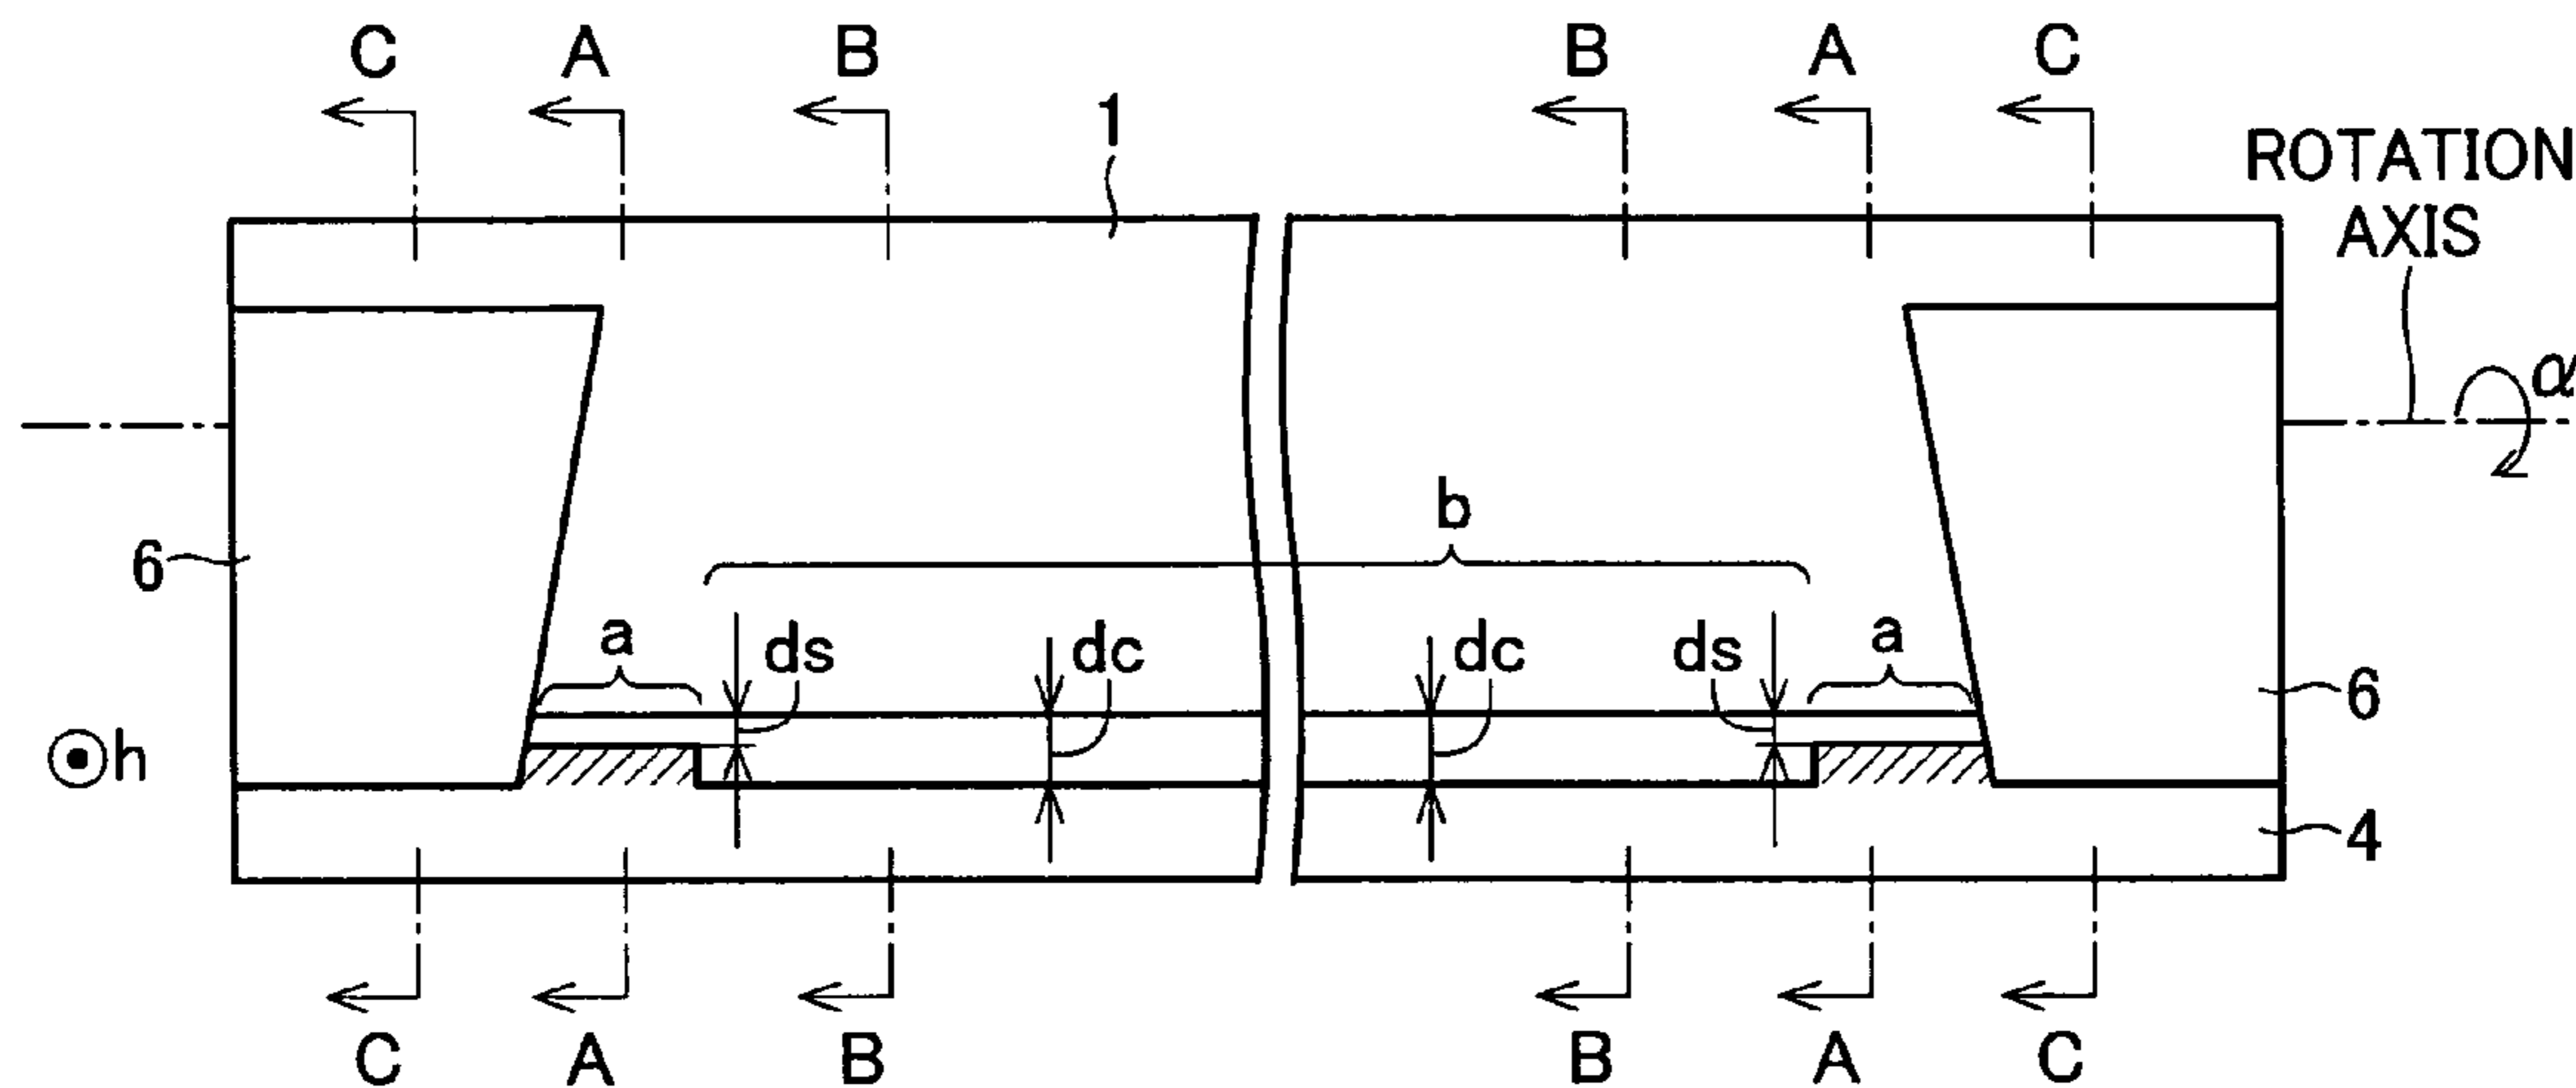 C A B B A C
1
ROTATION
AXIS
α
b
6
a ds dc dc ds a
6
h
4
C A B B A C